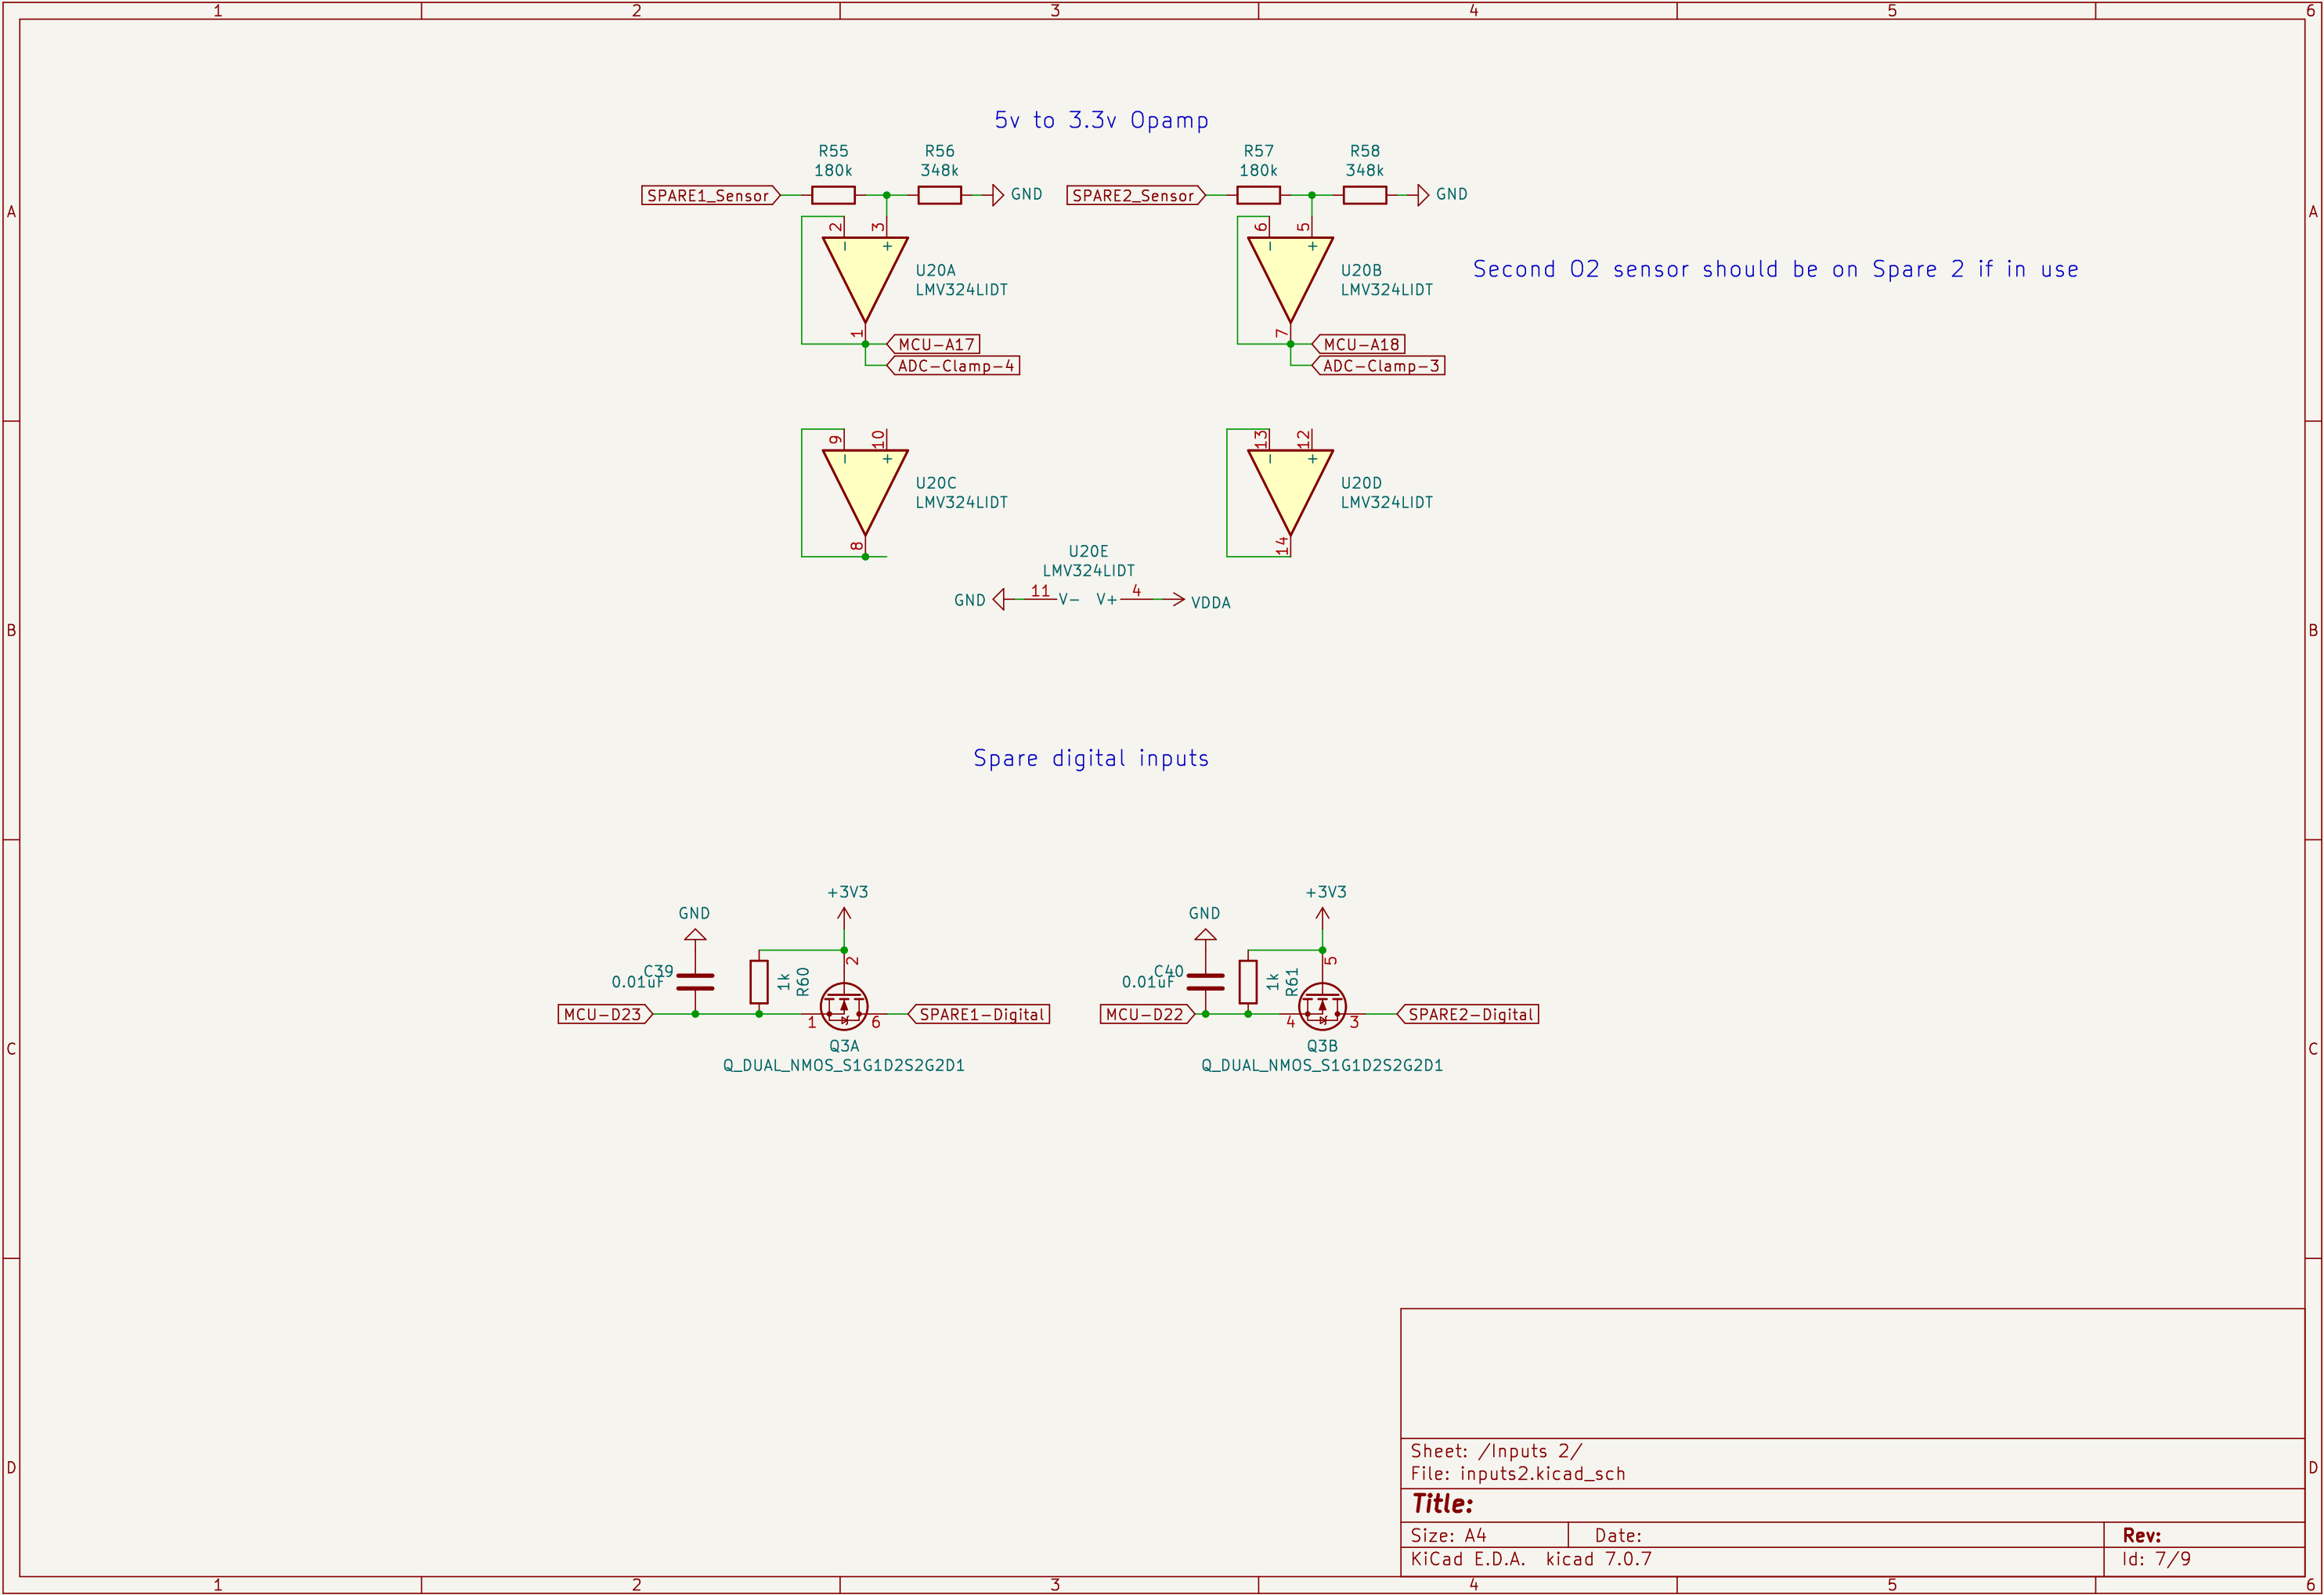 1 2 3 4 5 6
5v to 3.3v Opamp
R55 R56 R57 R58
180k 348k 180k 348k
SPARE1_Sensor GND SPARE2_Sensor GND
A A
2 3 6 5
- + - +
U20A U20B Second O2 sensor should be on Spare 2 if in use
LMV324LIDT LMV324LIDT
1 7
MCU-A17 MCU-A18
ADC-Clamp-4 ADC-Clamp-3
9 10 13 12
- + - +
U20C U20D
LMV324LIDT LMV324LIDT
8 14
U20E
LMV324LIDT
GND 11 V- V+ 4 VDDA
B B
Spare digital inputs
+3V3 +3V3
GND GND
2 5
C39 1k R60 C40 1k R61
0.01uF 0.01uF
MCU-D23 1 6 SPARE1-Digital MCU-D22 4 3 SPARE2-Digital
Q3A Q3B
Q_DUAL_NMOS_S1G1D2S2G2D1 Q_DUAL_NMOS_S1G1D2S2G2D1
C C
Sheet: /Inputs 2/
File: inputs2.kicad_sch
D D
Title:
Size: A4 Date: Rev:
KiCad E.D.A. kicad 7.0.7 Id: 7/9
1 2 3 4 5 6